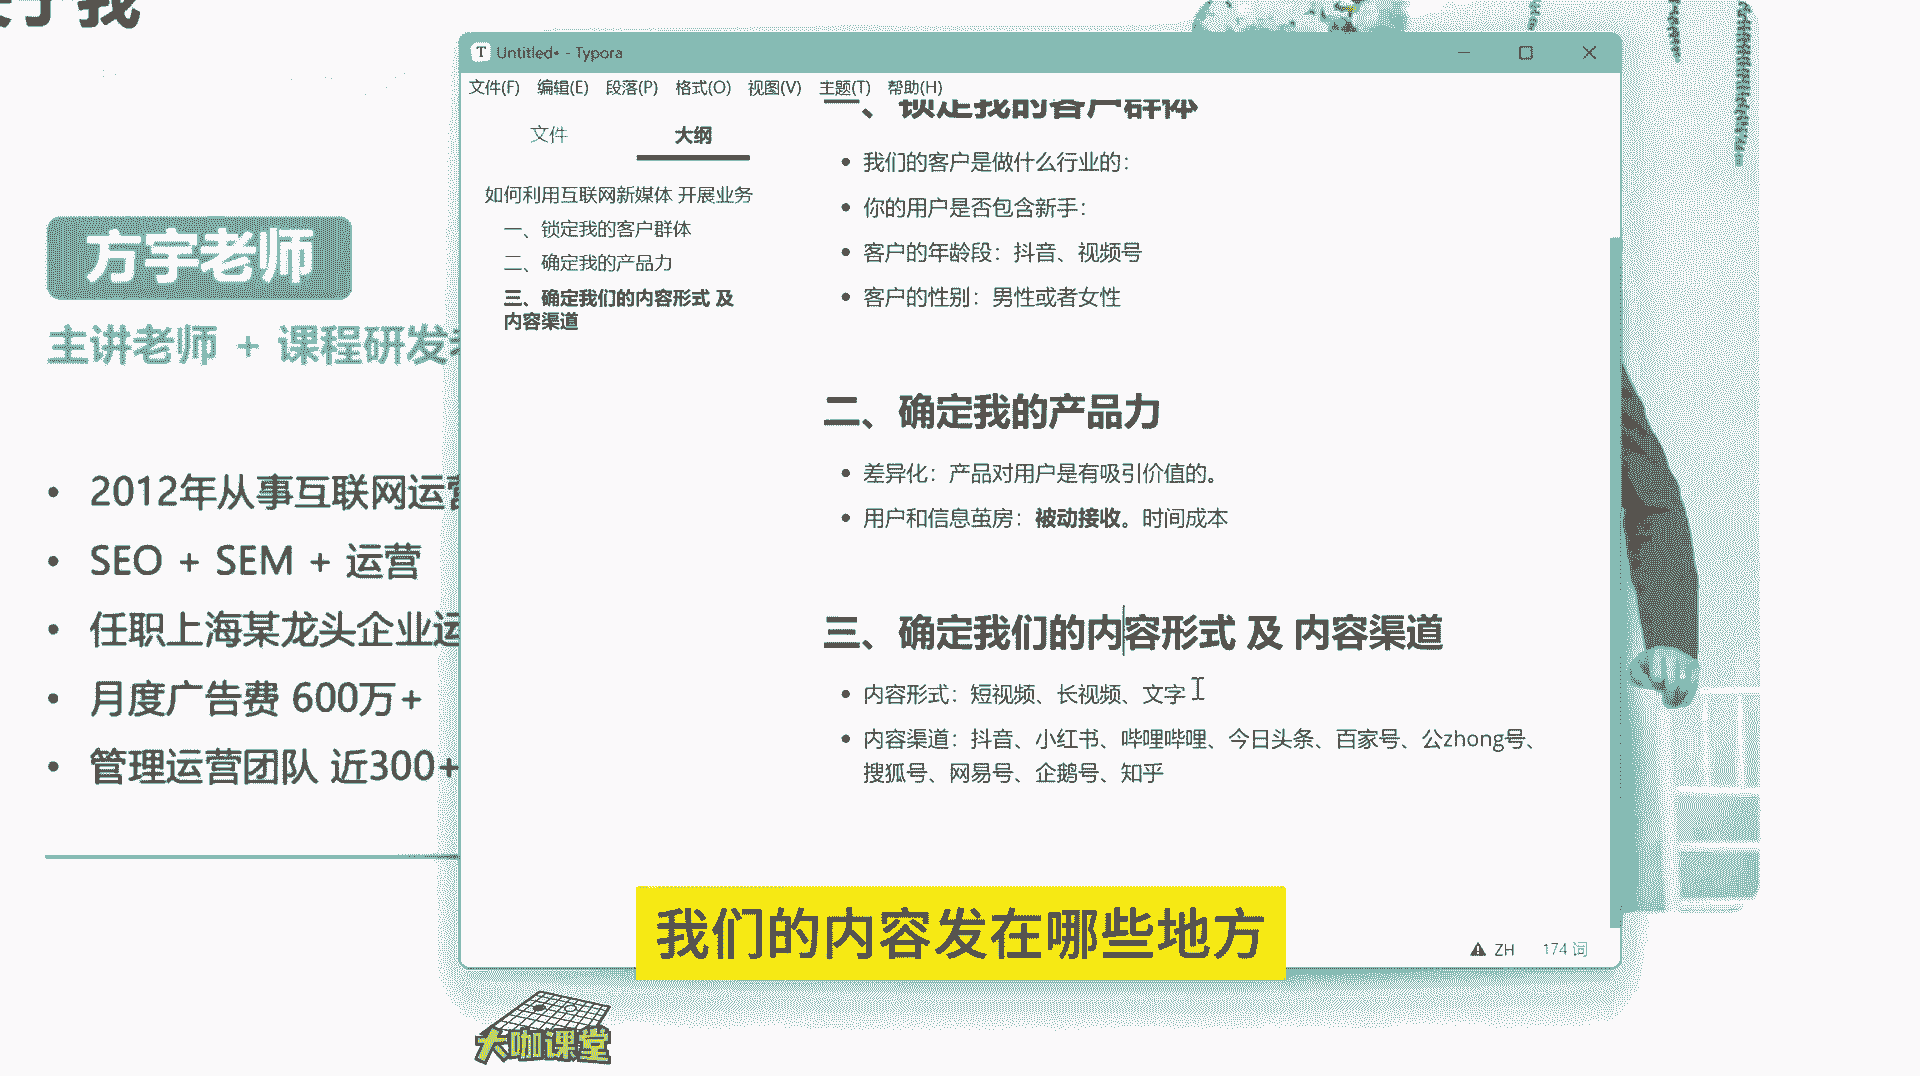 Untitled• - Typora
文件(F) 编辑(E) 段落(P) 格式(O) 视图(V) 主题(T) 帮助(H)
文件 大纲
如何利用互联网新媒体 开展业务
一、锁定我的客户群体
二、确定我的产品力
三、确定我们的内容形式 及
内容渠道
一、锁定我的客户群体
• 我们的客户是做什么行业的：
• 你的用户是否包含新手：
• 客户的年龄段：抖音、视频号
• 客户的性别：男性或者女性
二、确定我的产品力
• 差异化：产品对用户是有吸引价值的。
• 用户和信息茧房：被动接收。时间成本
三、确定我们的内容形式 及 内容渠道
• 内容形式：短视频、长视频、文字
• 内容渠道：抖音、小红书、哔哩哔哩、今日头条、百家号、公zhong号、
搜狐号、网易号、企鹅号、知乎
ZH 174 词
方宇老师
主讲老师 + 课程研发
• 2012年从事互联网运营
• SEO + SEM + 运营
• 任职上海某龙头企业运
• 月度广告费 600万+
• 管理运营团队 近300+
我们的内容发在哪些地方
大咖课堂